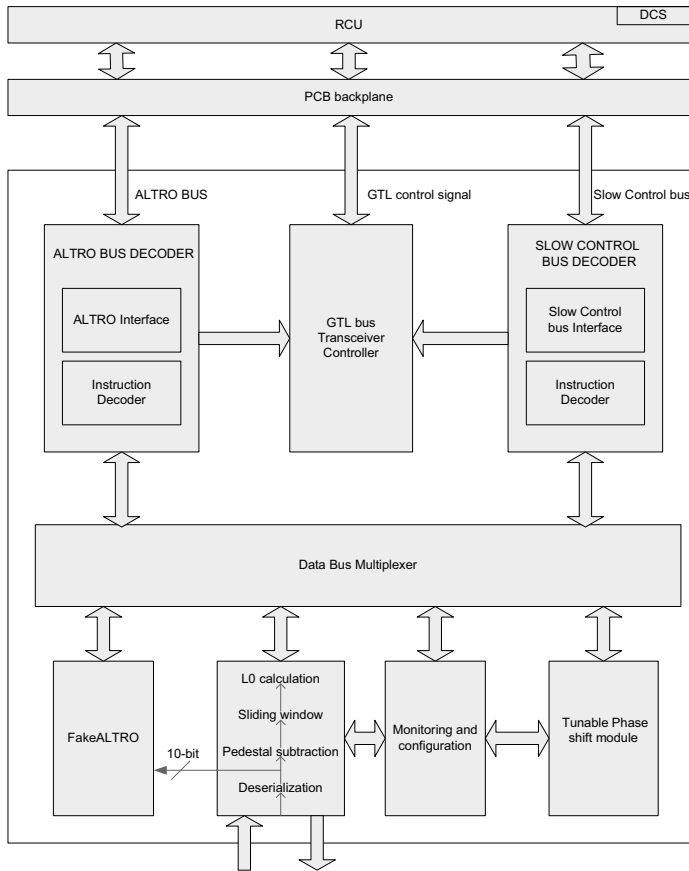 DCS
RCU
PCB backplane
ALTRO BUS
GTL control signal
Slow Control bus
ALTRO BUS DECODER
ALTRO Interface
Instruction
Decoder
GTL bus
Transceiver
Controller
SLOW CONTROL
BUS DECODER
Slow Control
bus Interface
Instruction
Decoder
Data Bus Multiplexer
FakeALTRO
10-bit
L0 calculation
Sliding window
Pedestal subtraction
Deserialization
Monitoring and
configuration
Tunable Phase
shift module